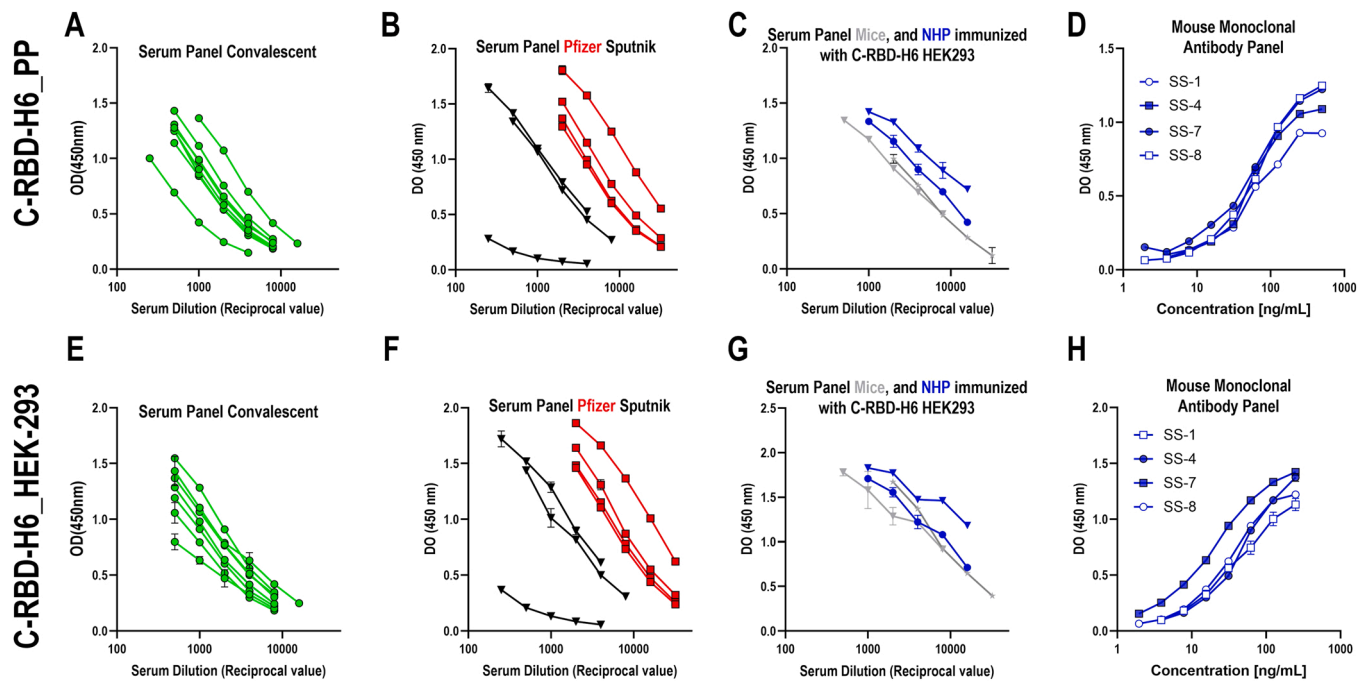 C-RBD-H6_PP
A
Serum Panel Convalescent
OD(450nm)
2.0
1.5
1.0
0.5
0.0
100
1000
10000
Serum Dilution (Reciprocal value)
B
Serum Panel Pfizer Sputnik
DO (450 nm)
2.0
1.5
1.0
0.5
0.0
100
1000
10000
Serum Dilution (Reciprocal value)
C
Serum Panel Mice, and NHP immunized
with C-RBD-H6 HEK293
DO (450 nm)
2.0
1.5
1.0
0.5
0.0
100
1000
10000
Serum Dilution (Reciprocal value)
D
Mouse Monoclonal
Antibody Panel
SS-1
SS-4
SS-7
SS-8
DO (450 nm)
1.5
1.0
0.5
0.0
1
10
100
1000
Concentration [ng/mL]
C-RBD-H6_HEK-293
E
Serum Panel Convalescent
OD(450nm)
2.0
1.5
1.0
0.5
0.0
100
1000
10000
Serum Dilution (Reciprocal value)
F
Serum Panel Pfizer Sputnik
DO (450 nm)
2.0
1.5
1.0
0.5
0.0
100
1000
10000
Serum Dilution (Reciprocal value)
G
Serum Panel Mice, and NHP immunized
with C-RBD-H6 HEK293
DO (450 nm)
2.5
2.0
1.5
1.0
0.5
0.0
100
1000
10000
Serum Dilution (Reciprocal value)
H
Mouse Monoclonal
Antibody Panel
SS-1
SS-4
SS-7
SS-8
DO (450 nm)
2.0
1.5
1.0
0.5
0.0
1
10
100
1000
Concentration [ng/mL]